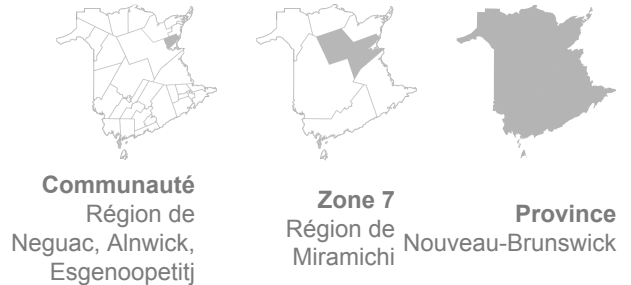 Communauté
Région de
Neguac, Alnwick,
Esgenoopetitj
Zone 7
Région de
Miramichi
Province
Nouveau-Brunswick